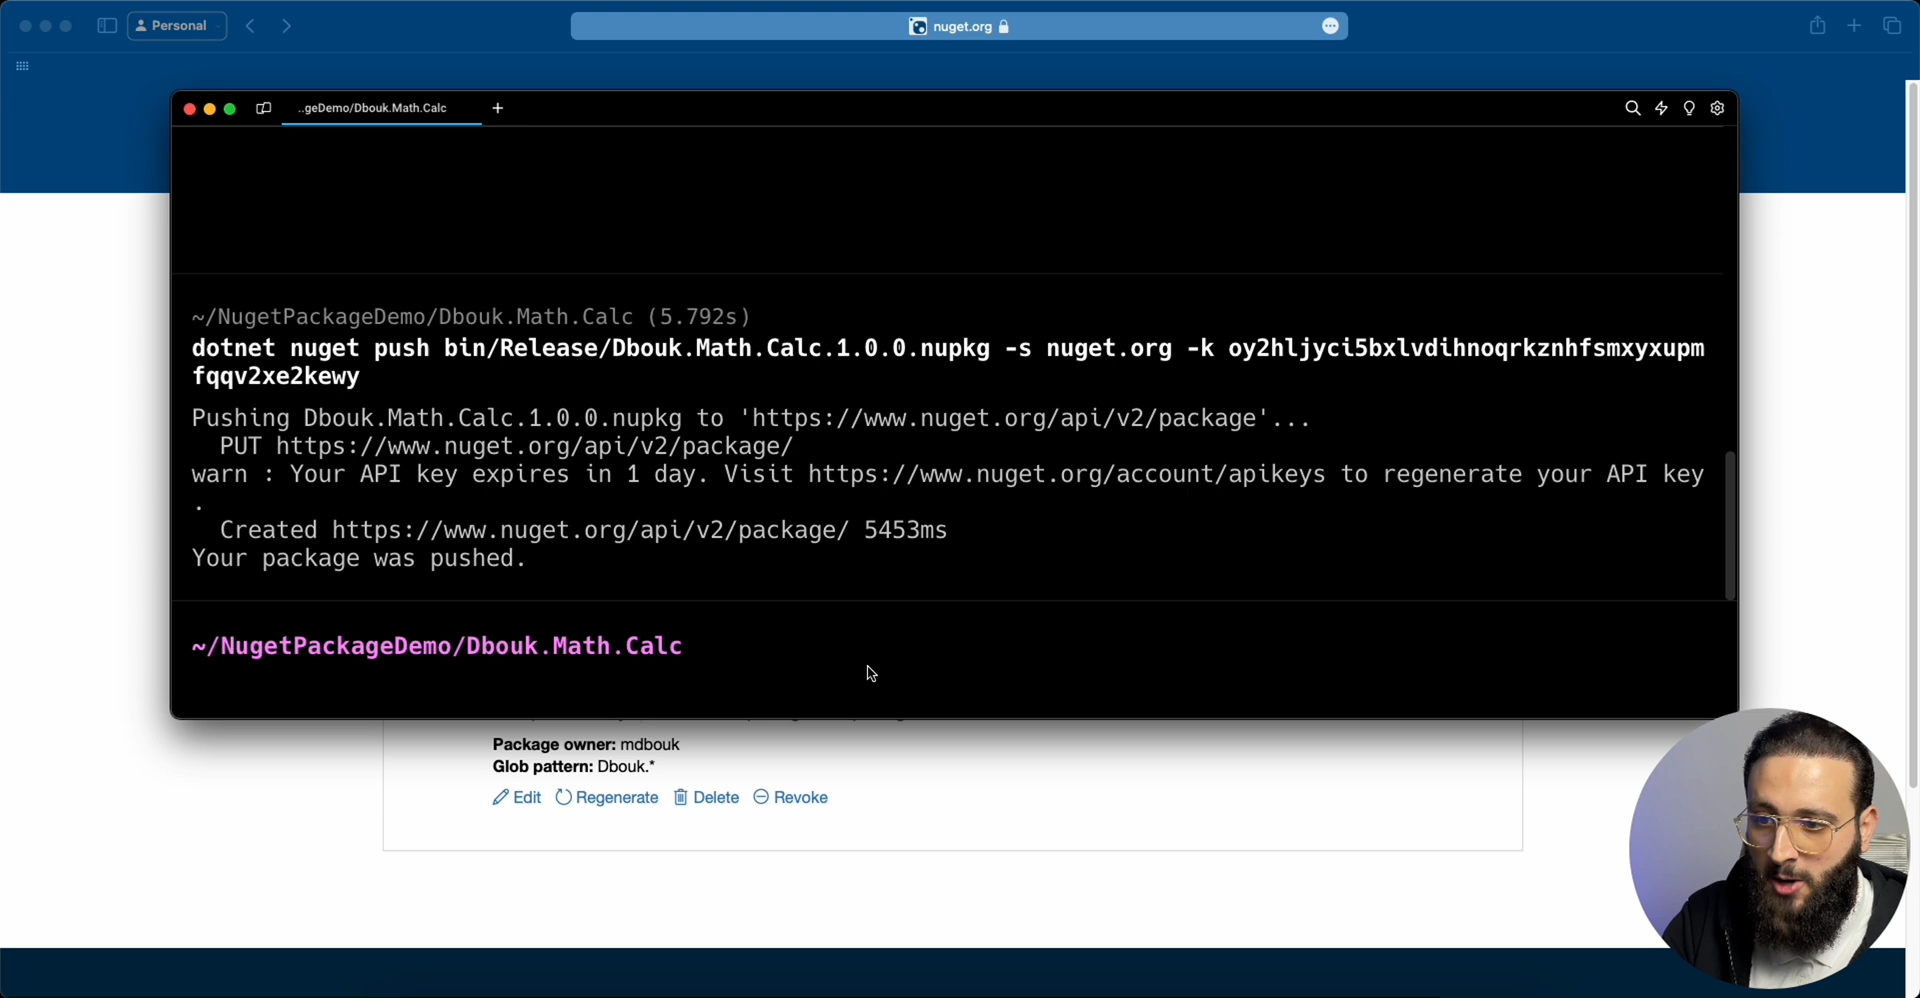 Personal
nuget.org
..geDemo/Dbouk.Math.Calc
~/NugetPackageDemo/Dbouk.Math.Calc (5.792s)
dotnet nuget push bin/Release/Dbouk.Math.Calc.1.0.0.nupkg -s nuget.org -k oy2hljyci5bxlvdihnoqrkznhfsmxyxupm
fqqv2xe2kewy
Pushing Dbouk.Math.Calc.1.0.0.nupkg to 'https://www.nuget.org/api/v2/package'...
PUT https://www.nuget.org/api/v2/package/
warn : Your API key expires in 1 day. Visit https://www.nuget.org/account/apikeys to regenerate your API key
.
Created https://www.nuget.org/api/v2/package/ 5453ms
Your package was pushed.
~/NugetPackageDemo/Dbouk.Math.Calc
Package owner: mdbouk
Glob pattern: Dbouk.*
Edit Regenerate Delete Revoke